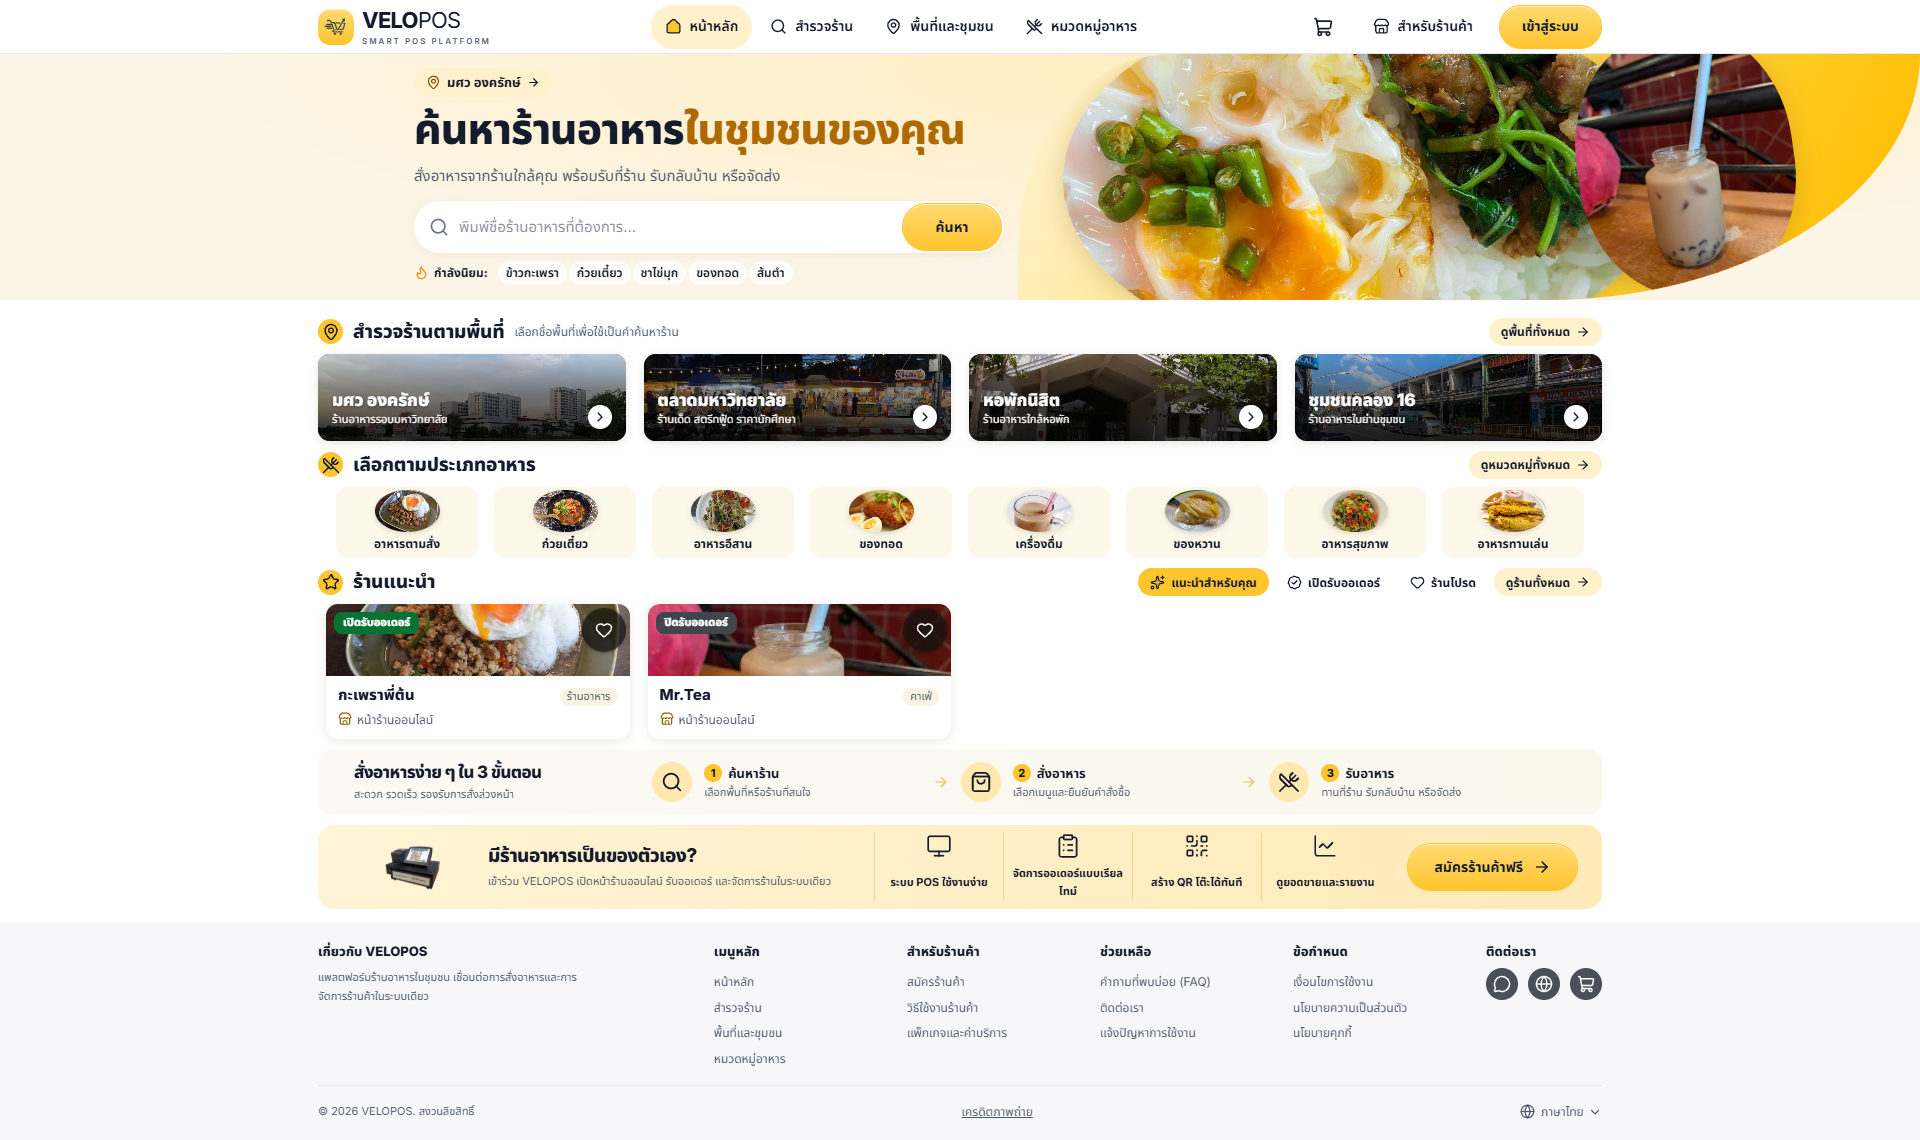 VELOPOS
SMART POS PLATFORM
หน้าหลัก
สำรวจร้าน
พื้นที่และชุมชน
หมวดหมู่อาหาร
สำหรับร้านค้า
เข้าสู่ระบบ
มศว องครักษ์
ค้นหาร้านอาหารในชุมชนของคุณ
สั่งอาหารจากร้านใกล้คุณ พร้อมรับที่ร้าน รับกลับบ้าน หรือจัดส่ง
พิมพ์ชื่อร้านอาหารที่ต้องการ...
ค้นหา
กำลังนิยม:
ข้าวกะเพรา
ก๋วยเตี๋ยว
ชาไข่มุก
ของทอด
ส้มตำ
สำรวจร้านตามพื้นที่
เลือกชื่อพื้นที่เพื่อใช้เป็นคำค้นหาร้าน
ดูพื้นที่ทั้งหมด
มศว องครักษ์
ร้านอาหารรอบมหาวิทยาลัย
ตลาดมหาวิทยาลัย
ร้านเด็ด สตรีทฟู้ด ราคานักศึกษา
หอพักนิสิต
ร้านอาหารใกล้หอพัก
ชุมชนคลอง 16
ร้านอาหารในย่านชุมชน
เลือกตามประเภทอาหาร
ดูหมวดหมู่ทั้งหมด
อาหารตามสั่ง
ก๋วยเตี๋ยว
อาหารอีสาน
ของทอด
เครื่องดื่ม
ของหวาน
อาหารสุขภาพ
อาหารทานเล่น
ร้านแนะนำ
แนะนำสำหรับคุณ
เปิดรับออเดอร์
ร้านโปรด
ดูร้านทั้งหมด
เปิดรับออเดอร์
กะเพราพี่ต้น
ร้านอาหาร
หน้าร้านออนไลน์
ปิดรับออเดอร์
Mr.Tea
คาเฟ่
หน้าร้านออนไลน์
สั่งอาหารง่าย ๆ ใน 3 ขั้นตอน
สะดวก รวดเร็ว รองรับการสั่งล่วงหน้า
1 ค้นหาร้าน
เลือกพื้นที่หรือร้านที่สนใจ
2 สั่งอาหาร
เลือกเมนูและยืนยันคำสั่งซื้อ
3 รับอาหาร
ทานที่ร้าน รับกลับบ้าน หรือจัดส่ง
มีร้านอาหารเป็นของตัวเอง?
เข้าร่วม VELOPOS เปิดหน้าร้านออนไลน์ รับออเดอร์ และจัดการร้านในระบบเดียว
ระบบ POS ใช้งานง่าย
จัดการออเดอร์แบบเรียล
ไทม์
สร้าง QR โต๊ะได้ทันที
ดูยอดขายและรายงาน
สมัครร้านค้าฟรี
เกี่ยวกับ VELOPOS
แพลตฟอร์มร้านอาหารในชุมชน เชื่อมต่อการสั่งอาหารและการ
จัดการร้านค้าในระบบเดียว
เมนูหลัก
หน้าหลัก
สำรวจร้าน
พื้นที่และชุมชน
หมวดหมู่อาหาร
สำหรับร้านค้า
สมัครร้านค้า
วิธีใช้งานร้านค้า
แพ็กเกจและค่าบริการ
ช่วยเหลือ
คำถามที่พบบ่อย (FAQ)
ติดต่อเรา
แจ้งปัญหาการใช้งาน
ข้อกำหนด
เงื่อนไขการใช้งาน
นโยบายความเป็นส่วนตัว
นโยบายคุกกี้
ติดต่อเรา
© 2026 VELOPOS. สงวนลิขสิทธิ์
เครดิตภาพถ่าย
ภาษาไทย